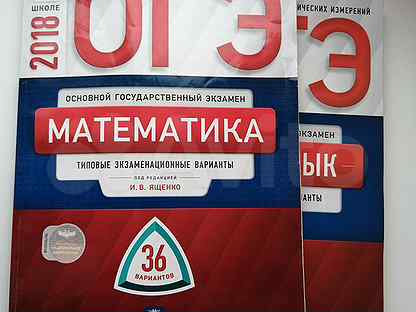 ШКОЛЕ
2018
ОГЭ
ОСНОВНОЙ ГОСУДАРСТВЕННЫЙ ЭКЗАМЕН
МАТЕМАТИКА
ТИПОВЫЕ ЭКЗАМЕНАЦИОННЫЕ ВАРИАНТЫ
ПОД РЕДАКЦИЕЙ
И. В. ЯЩЕНКО
36
ВАРИАНТОВ
ИЧЕСКИХ ИЗМЕРЕНИЙ
ГЭ
ЭКЗАМЕН
ЫК
АНТЫ